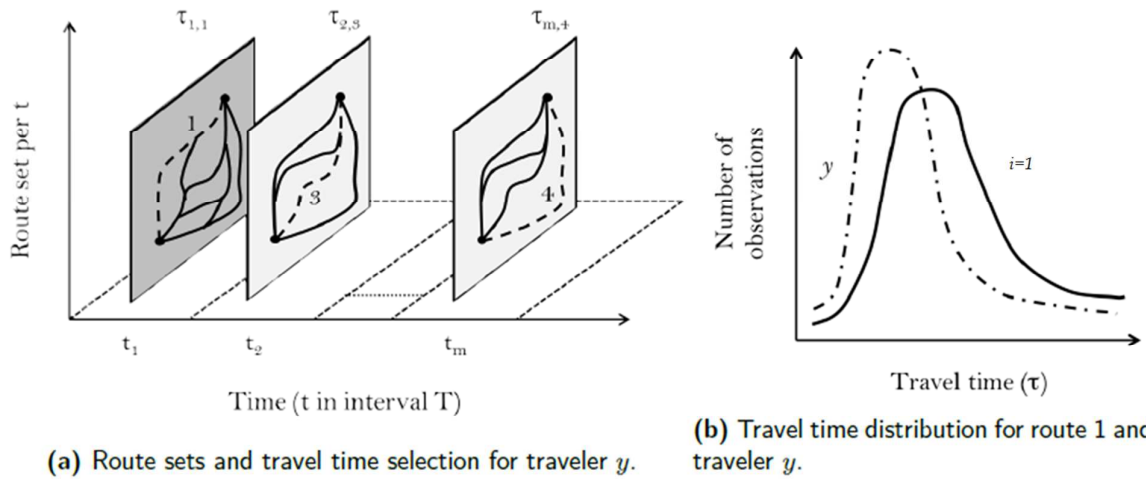 τ1,1
τ2,3
τm,4
Route set per t
1
3
4
t1
t2
tm
Time (t in interval T)
(a) Route sets and travel time selection for traveler y.
Number of
observations
y
i=1
Travel time (τ)
(b) Travel time distribution for route 1 and
traveler y.